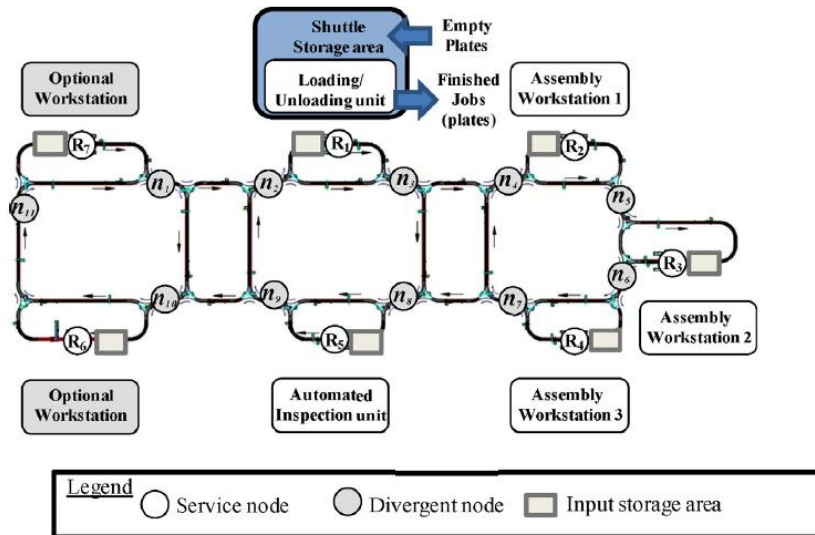 Shuttle
Storage area
Empty
Plates
Loading/
Unloading unit
Finished
Jobs
(plates)
Optional
Workstation
Assembly
Workstation 1
R7
R1
R2
n1
n2
n3
n4
n5
n11
R3
n6
n10
n9
n8
n7
R6
R5
R4
Assembly
Workstation 2
Optional
Workstation
Automated
Inspection unit
Assembly
Workstation 3
Legend
Service node
Divergent node
Input storage area